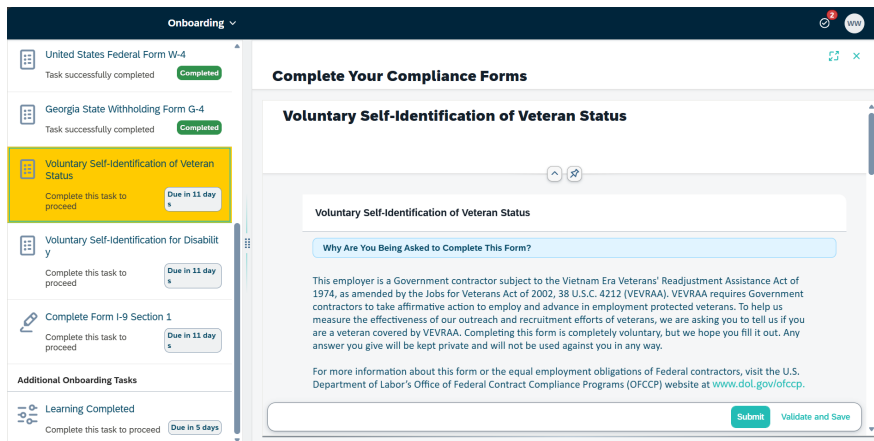 Onboarding
2
WW
United States Federal Form W-4
Task successfully completed
Completed
Georgia State Withholding Form G-4
Task successfully completed
Completed
Voluntary Self-Identification of Veteran
Status
Complete this task to
proceed
Due in 11 day
s
Voluntary Self-Identification for Disabilit
y
Complete this task to
proceed
Due in 11 day
s
Complete Form I-9 Section 1
Complete this task to
proceed
Due in 11 day
s
Additional Onboarding Tasks
Learning Completed
Complete this task to proceed
Due in 5 days
Complete Your Compliance Forms
Voluntary Self-Identification of Veteran Status
Voluntary Self-Identification of Veteran Status
Why Are You Being Asked to Complete This Form?
This employer is a Government contractor subject to the Vietnam Era Veterans' Readjustment Assistance Act of
1974, as amended by the Jobs for Veterans Act of 2002, 38 U.S.C. 4212 (VEVRAA). VEVRAA requires Government
contractors to take affirmative action to employ and advance in employment protected veterans. To help us
measure the effectiveness of our outreach and recruitment efforts of veterans, we are asking you to tell us if you
are a veteran covered by VEVRAA. Completing this form is completely voluntary, but we hope you fill it out. Any
answer you give will be kept private and will not be used against you in any way.
For more information about this form or the equal employment obligations of Federal contractors, visit the U.S.
Department of Labor's Office of Federal Contract Compliance Programs (OFCCP) website at www.dol.gov/ofccp.
Submit
Validate and Save